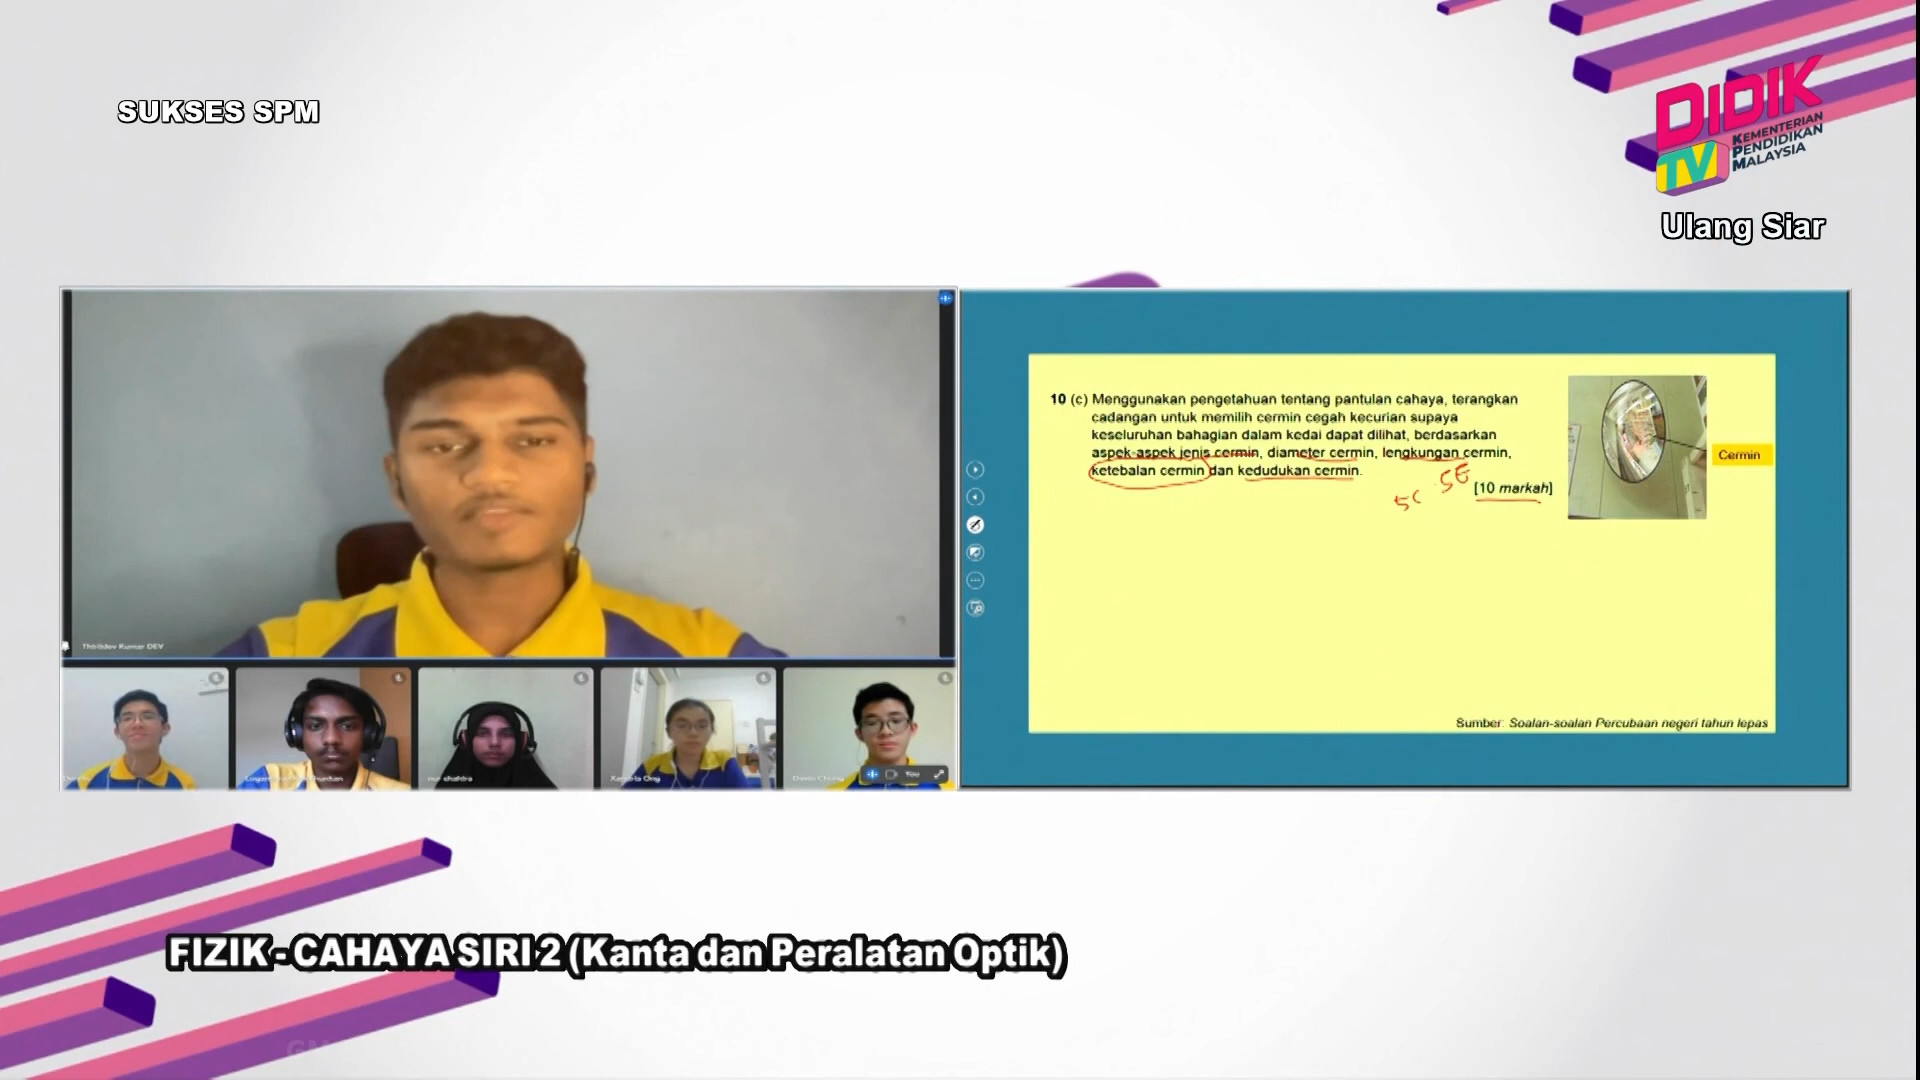 SUKSES SPM
DIDIK
TV
KEMENTERIAN
PENDIDIKAN
MALAYSIA
Ulang Siar
10 (c) Menggunakan pengetahuan tentang pantulan cahaya, terangkan
cadangan untuk memilih cermin cegah kecurian supaya
keseluruhan bahagian dalam kedai dapat dilihat, berdasarkan
aspek-aspek jenis cermin, diameter cermin, lengkungan cermin,
ketebalan cermin dan kedudukan cermin.
[10 markah]
Cermin
Sumber: Soalan-soalan Percubaan negeri tahun lepas
Xandria Ong
You
FIZIK - CAHAYA SIRI 2 (Kanta dan Peralatan Optik)